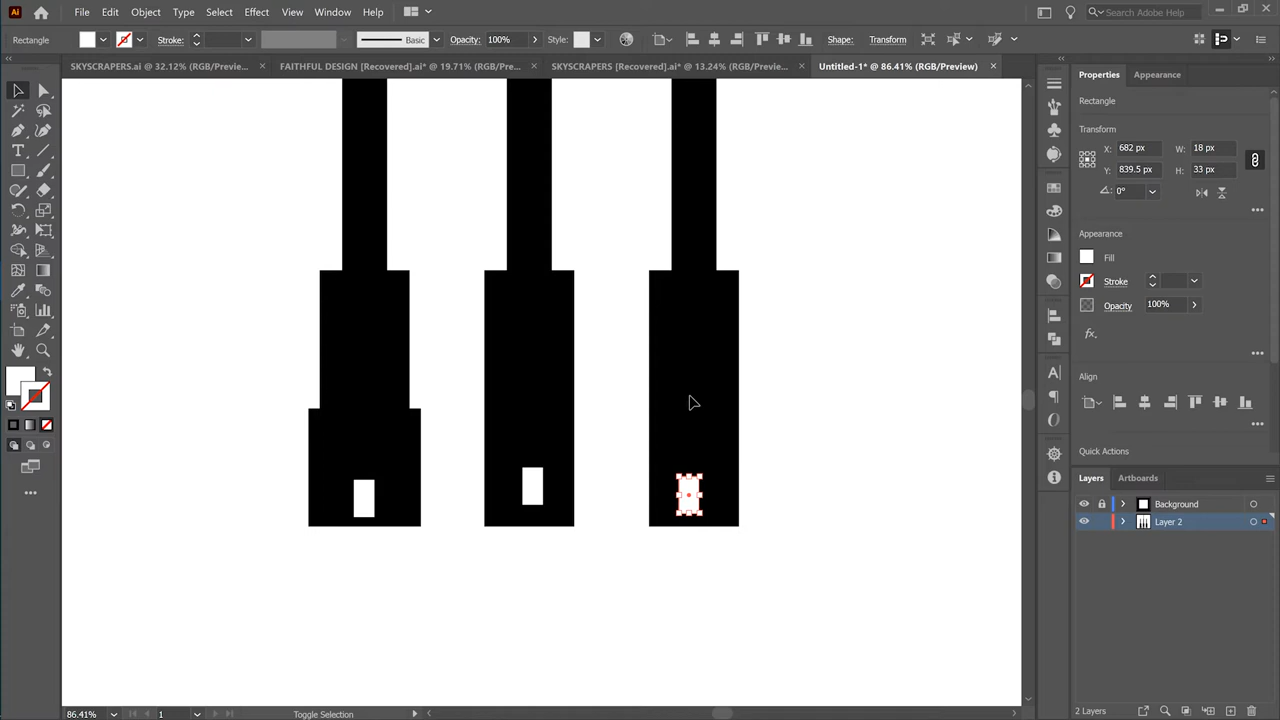 Ai File Edit Object Type Select Effect View Window Help Search Adobe Help
Rectangle Stroke: Basic Opacity: 100% Style: Shape: Transform
SKYSCRAPERS.ai @ 32.12% (RGB/Previe... FAITHFUL DESIGN [Recovered].ai* @ 19.71% (RGB/Pre... SKYSCRAPERS [Recovered].ai* @ 13.24% (RGB/Previe... Untitled-1* @ 86.41% (RGB/Preview)
Properties Appearance
Rectangle
Transform
X: 682 px W: 18 px
Y: 839.5 px H: 33 px
0°
Appearance
Fill
Stroke
Opacity 100%
fx.
Align
Quick Actions
Layers Artboards
Background
Layer 2
2 Layers
86.41% 1 Toggle Selection